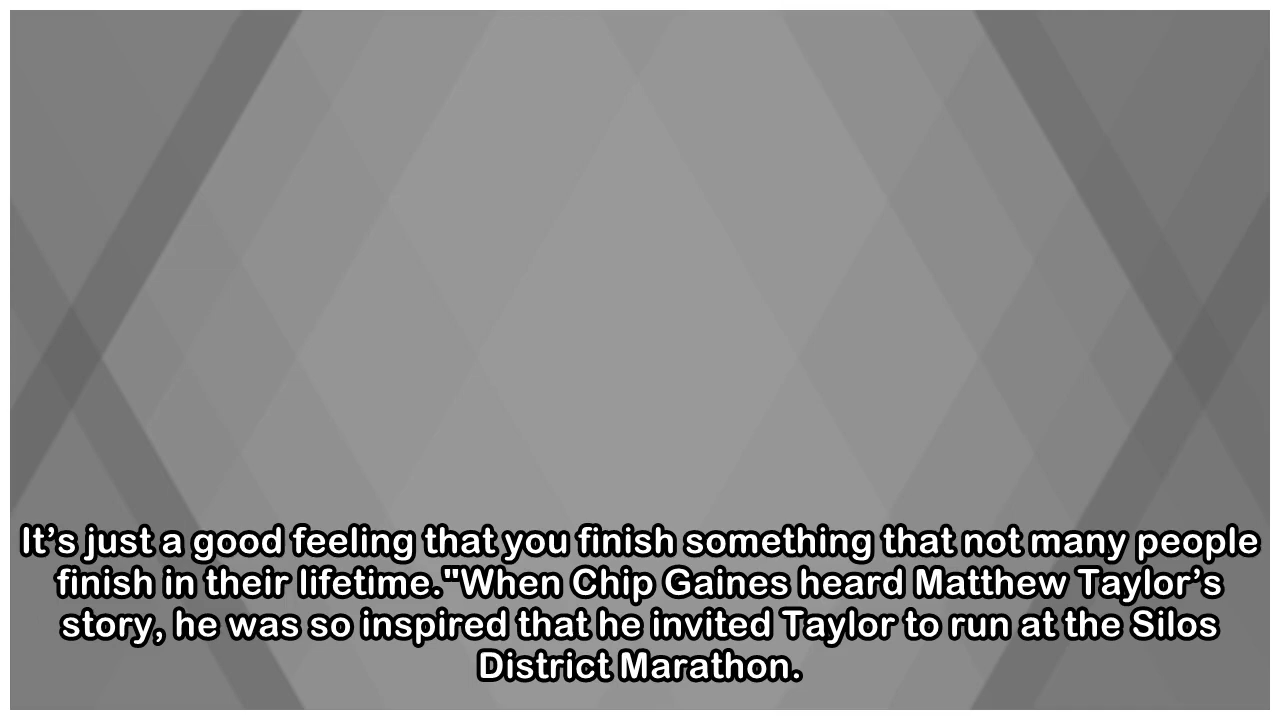 It’s just a good feeling that you finish something that not many people
finish in their lifetime."When Chip Gaines heard Matthew Taylor’s
story, he was so inspired that he invited Taylor to run at the Silos
District Marathon.